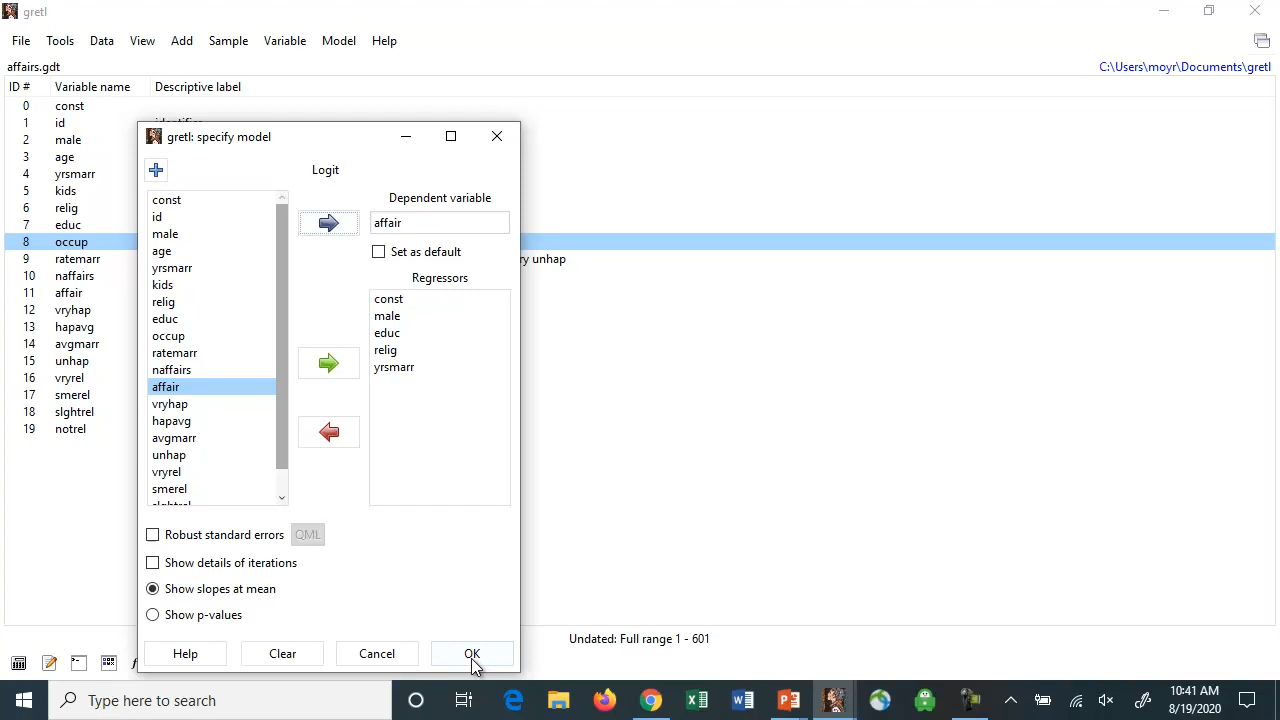 gretl
File Tools Data View Add Sample Variable Model Help
affairs.gdt C:\Users\moyr\Documents\gretl
ID # Variable name Descriptive label
0 const
1 id
2 male
3 age
4 yrsmarr
5 kids
6 relig
7 educ
8 occup
9 ratemarr ry unhap
10 naffairs
11 affair
12 vryhap
13 hapavg
14 avgmarr
15 unhap
16 vryrel
17 smerel
18 slghtrel
19 notrel
gretl: specify model
Logit
const
id
male
age
yrsmarr
kids
relig
educ
occup
ratemarr
naffairs
affair
vryhap
hapavg
avgmarr
unhap
vryrel
smerel
slghtrel
Dependent variable
affair
Set as default
Regressors
const
male
educ
relig
yrsmarr
Robust standard errors QML
Show details of iterations
Show slopes at mean
Show p-values
Help Clear Cancel OK
Undated: Full range 1 - 601
Type here to search
10:41 AM
8/19/2020